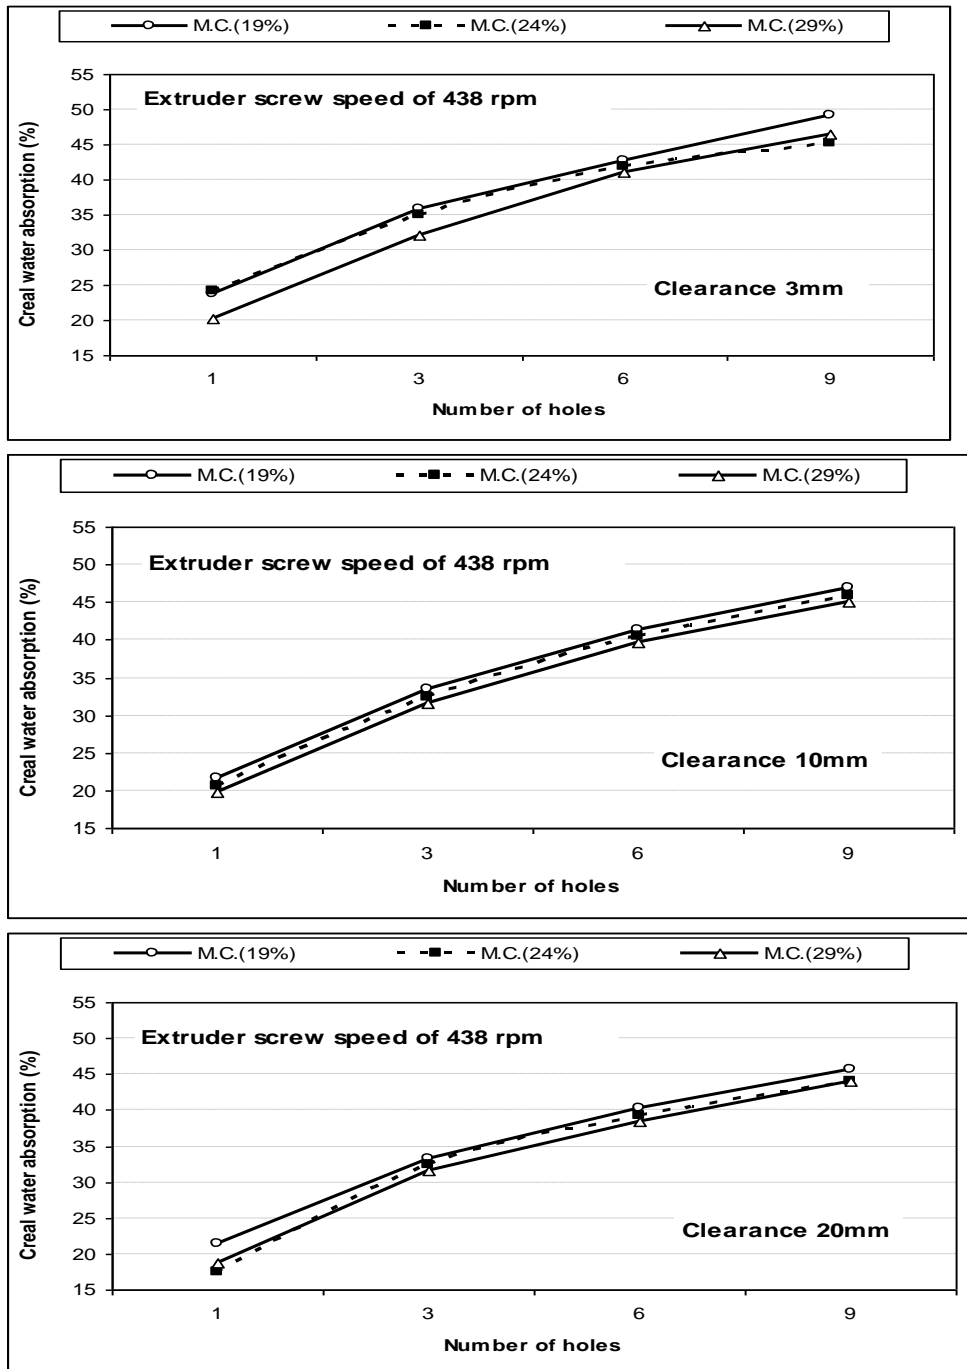 M.C.(19%) M.C.(24%) M.C.(29%)
55
Extruder screw speed of 438 rpm
50
45
40
35
30
25
Clearance 3mm
20
15
Creal water absorption (%)
1 3 6 9
Number of holes
M.C.(19%) M.C.(24%) M.C.(29%)
55
Extruder screw speed of 438 rpm
50
45
40
35
30
25
Clearance 10mm
20
15
Creal water absorption (%)
1 3 6 9
Number of holes
M.C.(19%) M.C.(24%) M.C.(29%)
55
Extruder screw speed of 438 rpm
50
45
40
35
30
25
Clearance 20mm
20
15
Creal water absorption (%)
1 3 6 9
Number of holes